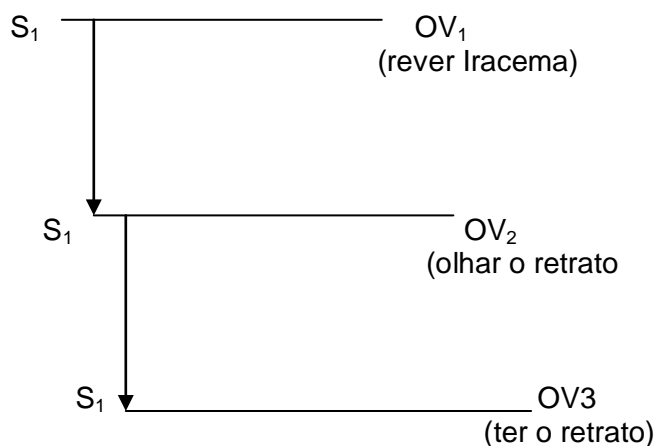 S₁ OV₁
(rever Iracema)
S₁ OV₂
(olhar o retrato
S₁ OV3
(ter o retrato)